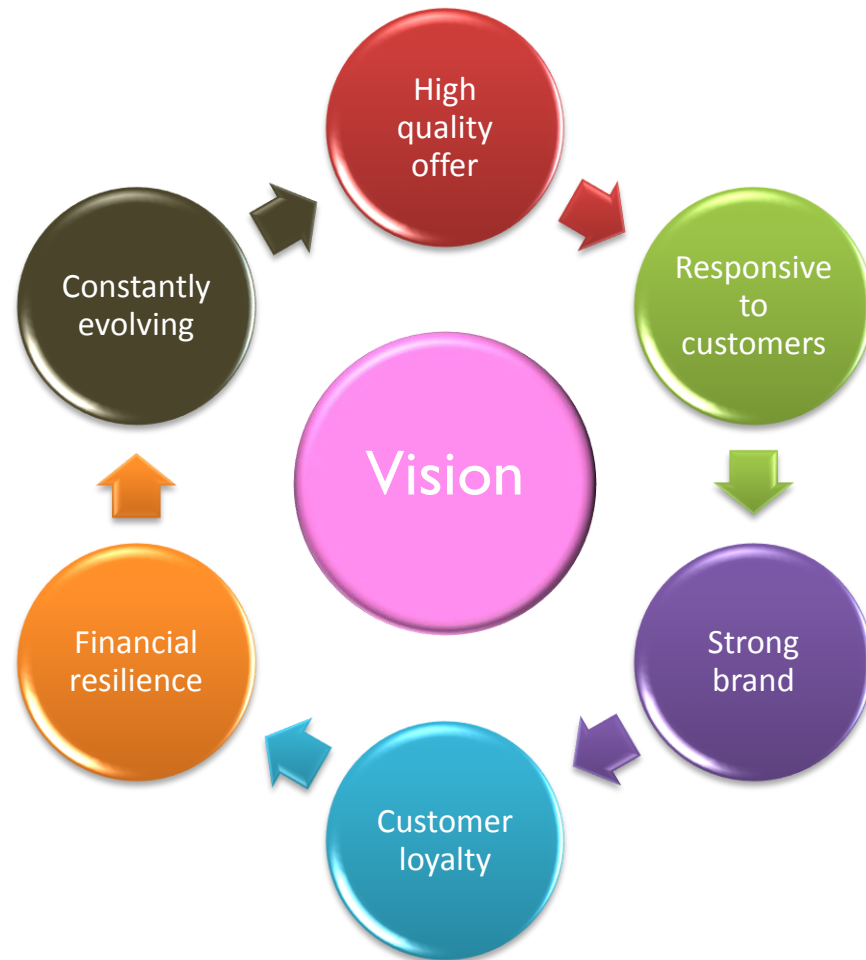 High
quality
offer
Responsive
to
customers
Strong
brand
Customer
loyalty
Financial
resilience
Constantly
evolving
Vision